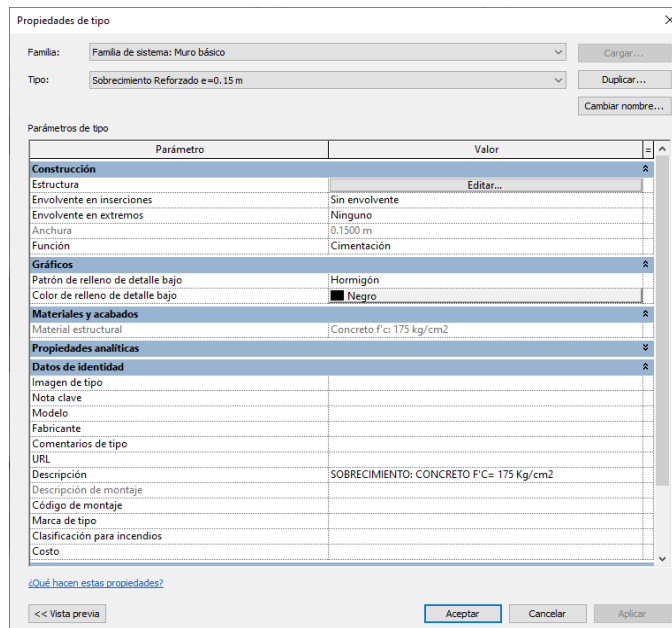 Propiedades de tipo
Familia: Familia de sistema: Muro básico Cargar...
Tipo: Sobrecimiento Reforzado e=0.15 m Duplicar...
Cambiar nombre...
Parámetros de tipo
Parámetro Valor =
Construcción
Estructura Editar...
Envolvente en inserciones Sin envolvente
Envolvente en extremos Ninguno
Anchura 0.1500 m
Función Cimentación
Gráficos
Patrón de relleno de detalle bajo Hormigón
Color de relleno de detalle bajo Negro
Materiales y acabados
Material estructural Concreto f'c: 175 kg/cm2
Propiedades analíticas
Datos de identidad
Imagen de tipo
Nota clave
Modelo
Fabricante
Comentarios de tipo
URL
Descripción SOBRECIMIENTO: CONCRETO F'C= 175 Kg/cm2
Descripción de montaje
Código de montaje
Marca de tipo
Clasificación para incendios
Costo
¿Qué hacen estas propiedades?
<< Vista previa Aceptar Cancelar Aplicar